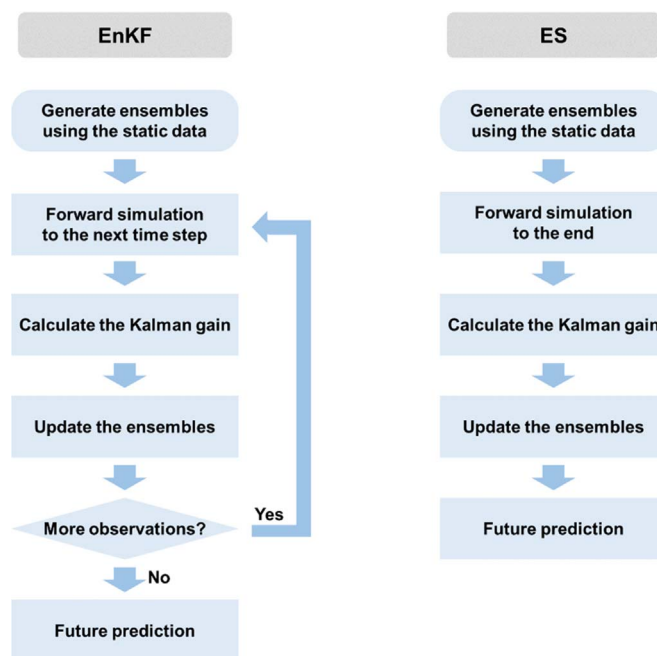 EnKF
Generate ensembles
using the static data
Forward simulation
to the next time step
Calculate the Kalman gain
Update the ensembles
More observations?
Yes
No
Future prediction
ES
Generate ensembles
using the static data
Forward simulation
to the end
Calculate the Kalman gain
Update the ensembles
Future prediction